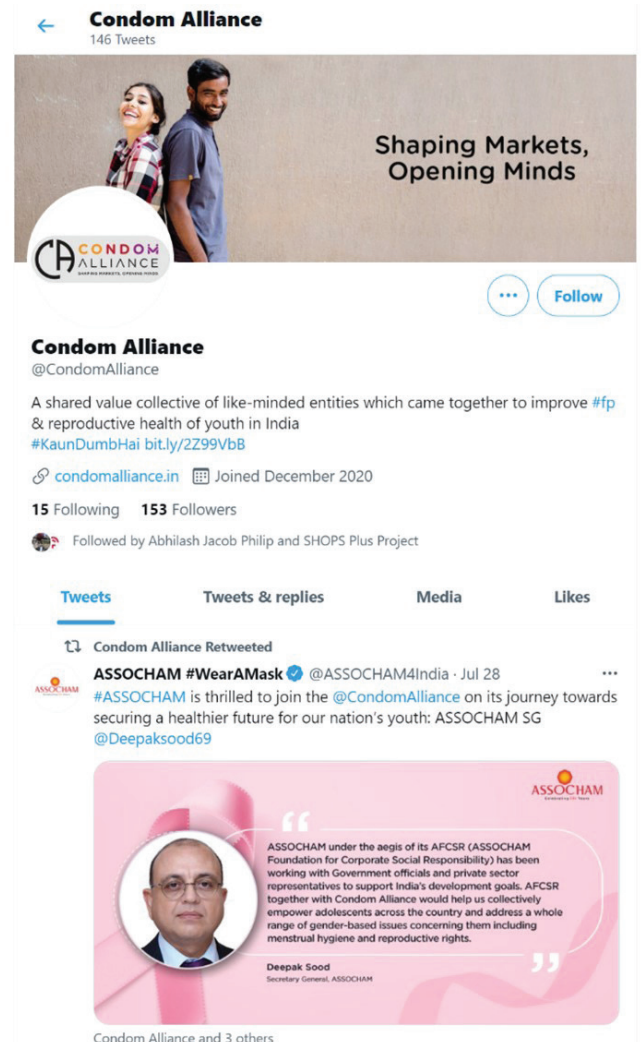 Condom Alliance
146 Tweets
Shaping Markets,
Opening Minds
CA CONDOM
ALLIANCE
SHAPING MARKETS, OPENING MINDS
Follow
Condom Alliance
@CondomAlliance
A shared value collective of like-minded entities which came together to improve #fp
& reproductive health of youth in India
#KaunDumbHai bit.ly/2Z99VbB
condomalliance.in Joined December 2020
15 Following 153 Followers
Followed by Abhilash Jacob Philip and SHOPS Plus Project
Tweets Tweets & replies Media Likes
Condom Alliance Retweeted
ASSOCHAM #WearAMask @ASSOCHAM4India · Jul 28
ASSOCHAM
#ASSOCHAM is thrilled to join the @CondomAlliance on its journey towards
securing a healthier future for our nation's youth: ASSOCHAM SG
@Deepaksood69
ASSOCHAM
ASSOCHAM under the aegis of its AFCSR (ASSOCHAM
Foundation for Corporate Social Responsibility) has been
working with Government officials and private sector
representatives to support India's development goals. AFCSR
together with Condom Alliance would help us collectively
empower adolescents across the country and address a whole
range of gender-based issues concerning them including
menstrual hygiene and reproductive rights.
Deepak Sood
Secretary General, ASSOCHAM
Condom Alliance and 3 others